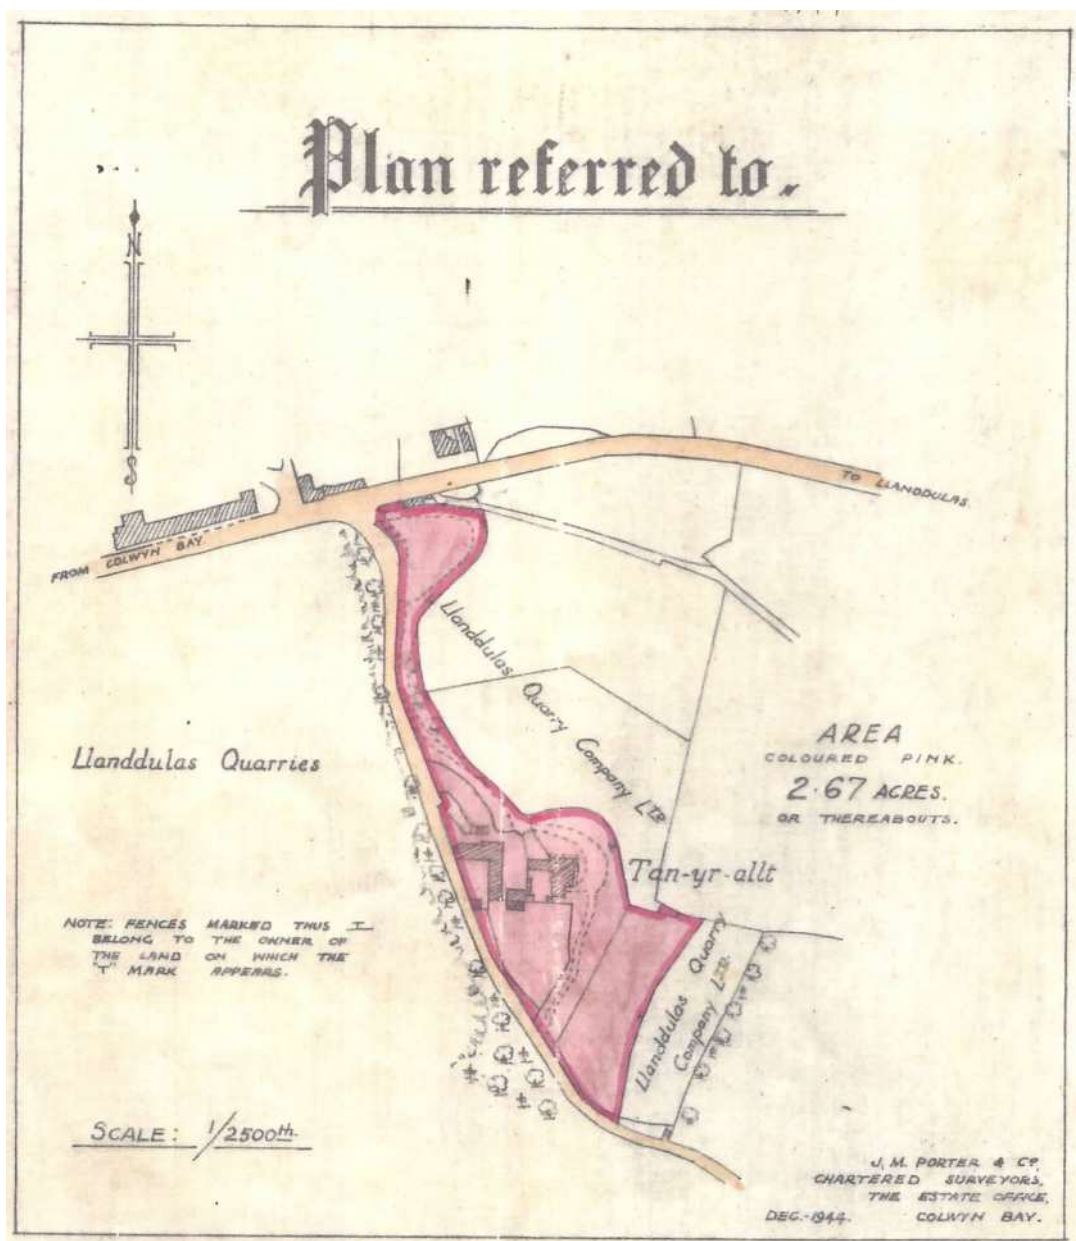 Plan referred to.
N
S
TO LLANDDULAS.
FROM COLWYN BAY.
Llanddulas Quarry Company LTD.
Llanddulas Quarries
AREA
COLOURED PINK.
2·67 ACRES.
OR THEREABOUTS.
Tan-yr-allt
NOTE: FENCES MARKED THUS T
BELONG TO THE OWNER OF
THE LAND ON WHICH THE
"T" MARK APPEARS.
Llanddulas Quarry
Company LTD.
SCALE: 1/2500th.
J. M. PORTER & Co.
CHARTERED SURVEYORS,
THE ESTATE OFFICE,
DEC.-1944. COLWYN BAY.